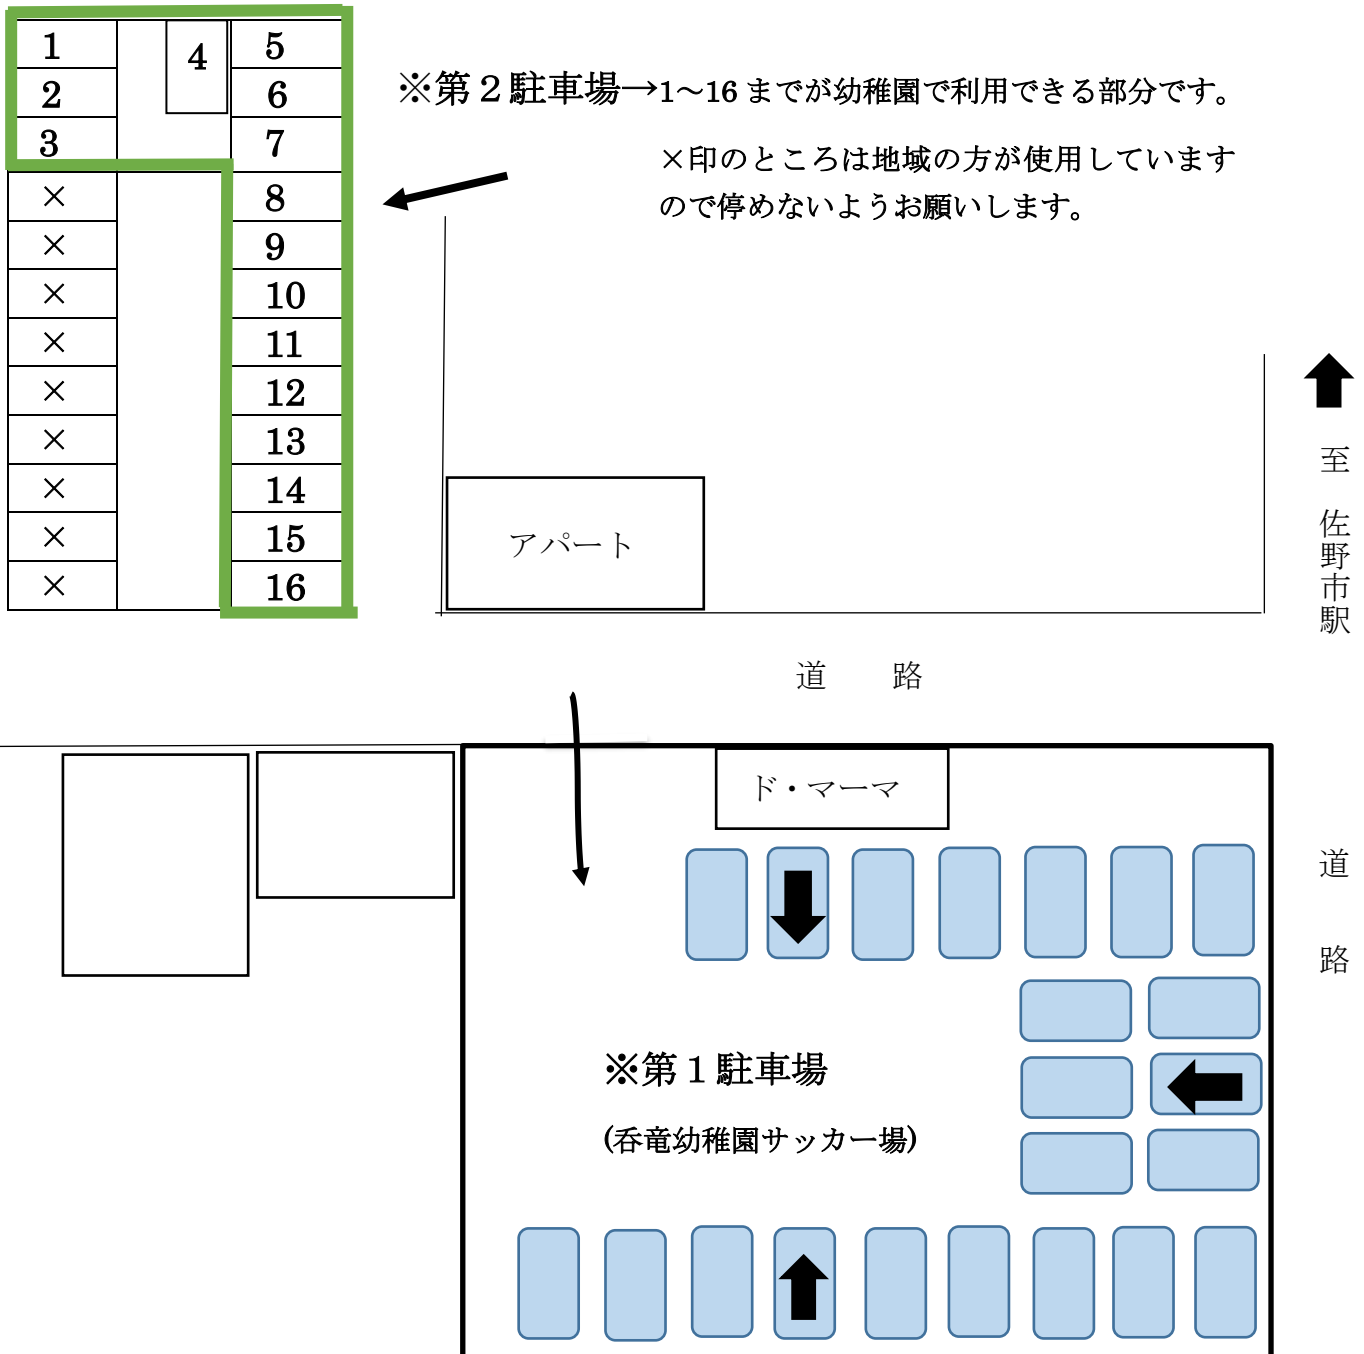 1
2
3
4
5
6
7
8
9
10
11
12
13
14
15
16
×
×
×
×
×
×
×
×
×
※第２駐車場→1～16 までが幼稚園で利用できる部分です。
×印のところは地域の方が使用しています
ので停めないようお願いします。
至　佐野市駅
アパート
道　路
ド・マーマ
道　路
※第１駐車場
(呑竜幼稚園サッカー場)